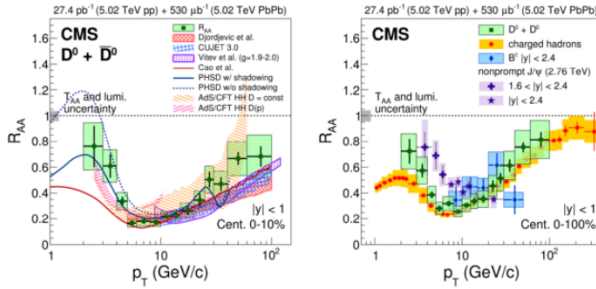 27.4 pb⁻¹ (5.02 TeV pp) + 530 μb⁻¹ (5.02 TeV PbPb)
CMS
D⁰ + D̅⁰
R_AA
Djordjevic et al.
CUJET 3.0
Vitev et al. (g=1.9-2.0)
Cao et al.
PHSD w/ shadowing
PHSD w/o shadowing
AdS/CFT HH D = const
AdS/CFT HH D(p)
T_AA and lumi.
uncertainty
|y| < 1
Cent. 0-10%
R_AA
1.6
1.4
1.2
1
0.8
0.6
0.4
0.2
0
1
10
10²
p_T (GeV/c)
27.4 pb⁻¹ (5.02 TeV pp) + 530 μb⁻¹ (5.02 TeV PbPb)
CMS
D⁰ + D̅⁰
charged hadrons
B^± |y| < 2.4
nonprompt J/ψ (2.76 TeV)
1.6 < |y| < 2.4
|y| < 2.4
T_AA and lumi.
uncertainty
|y| < 1
Cent. 0-100%
R_AA
1.6
1.4
1.2
1
0.8
0.6
0.4
0.2
0
1
10
10²
p_T (GeV/c)